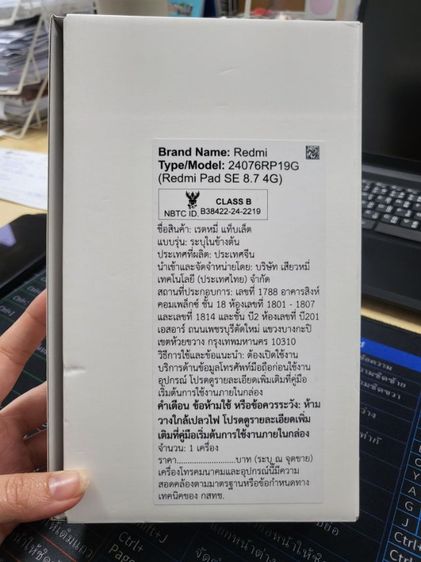 Brand Name: Redmi
Type/Model: 24076RP19G
(Redmi Pad SE 8.7 4G)
CLASS B
NBTC ID. B38422-24-2219
ชื่อสินค้า: เรดหมี่ แท็บเล็ต
แบบรุ่น: ระบุในข้างต้น
ประเทศที่ผลิต: ประเทศจีน
นำเข้าและจัดจำหน่ายโดย: บริษัท เสียวหมี่
เทคโนโลยี (ประเทศไทย) จำกัด
สถานที่ประกอบการ: เลขที่ 1788 อาคารสิงห์
คอมเพล็กซ์ ชั้น 18 ห้องเลขที่ 1801 - 1807
และเลขที่ 1814 และชั้น บี2 ห้องเลขที่ บี201
เอสอาร์ ถนนเพชรบุรีตัดใหม่ แขวงบางกะปิ
เขตห้วยขวาง กรุงเทพมหานคร 10310
วิธีการใช้และข้อแนะนำ: ต้องเปิดใช้งาน
บริการด้านข้อมูลโทรศัพท์มือถือก่อนใช้งาน
อุปกรณ์ โปรดดูรายละเอียดเพิ่มเติมที่คู่มือ
เริ่มต้นการใช้งานภายในกล่อง
คำเตือน ข้อห้ามใช้ หรือข้อควรระวัง: ห้าม
วางใกล้เปลวไฟ โปรดดูรายละเอียดเพิ่ม
เติมที่คู่มือเริ่มต้นการใช้งานภายในกล่อง
จำนวน: 1 เครื่อง
ราคา....................บาท (ระบุ ณ จุดขาย)
เครื่องโทรคมนาคมและอุปกรณ์นี้มีความ
สอดคล้องตามมาตรฐานหรือข้อกำหนดทาง
เทคนิคของ กสทช.
Ctrl+
Ctrl+J